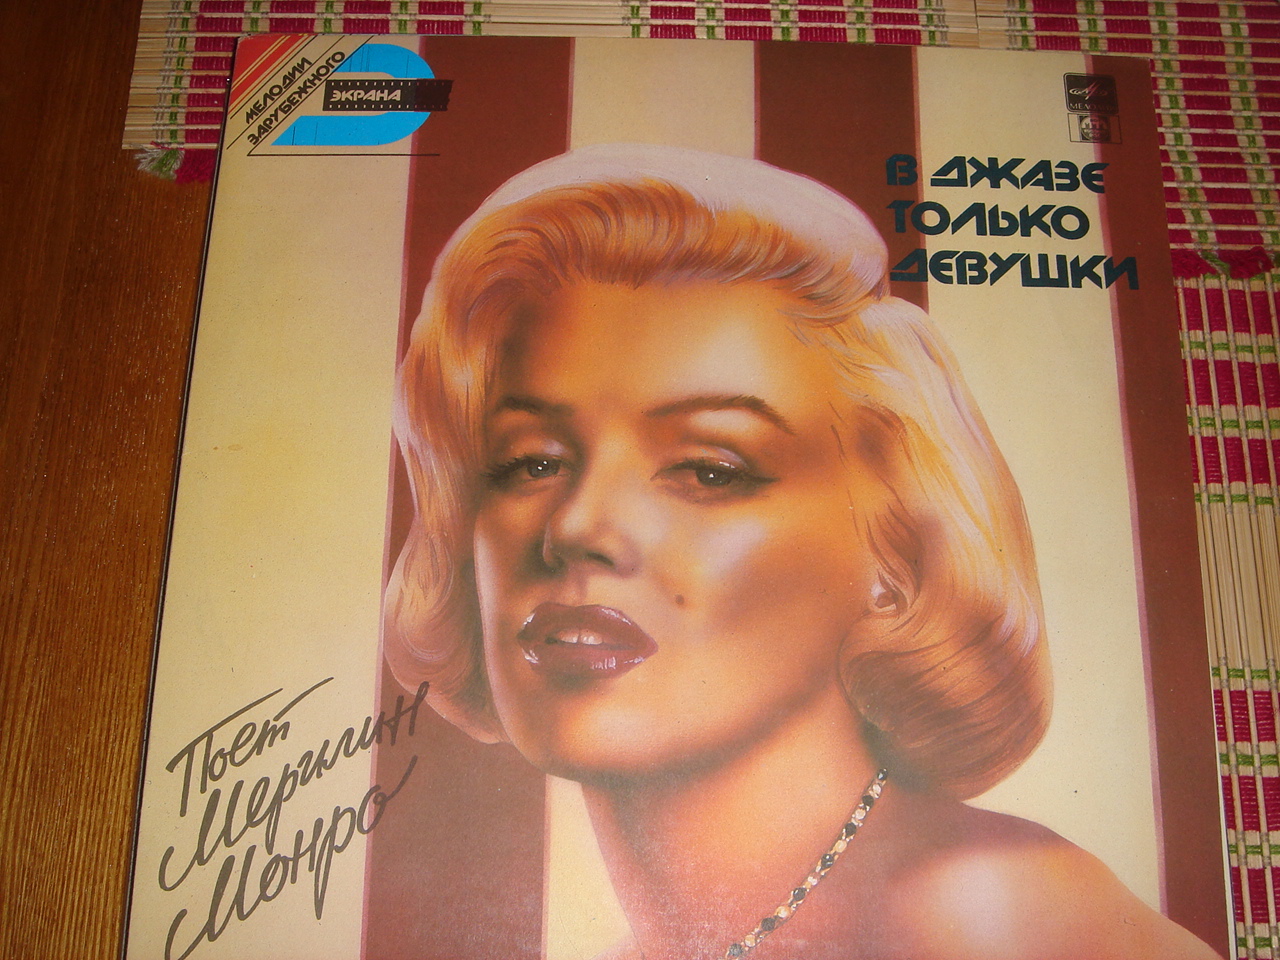 МЕЛОДИИ
ЗАРУБЕЖНОГО
ЭКРАНА
В ДЖАЗЕ
ТОЛЬКО
ДЕВУШКИ
Поет
Мерилин
Монро